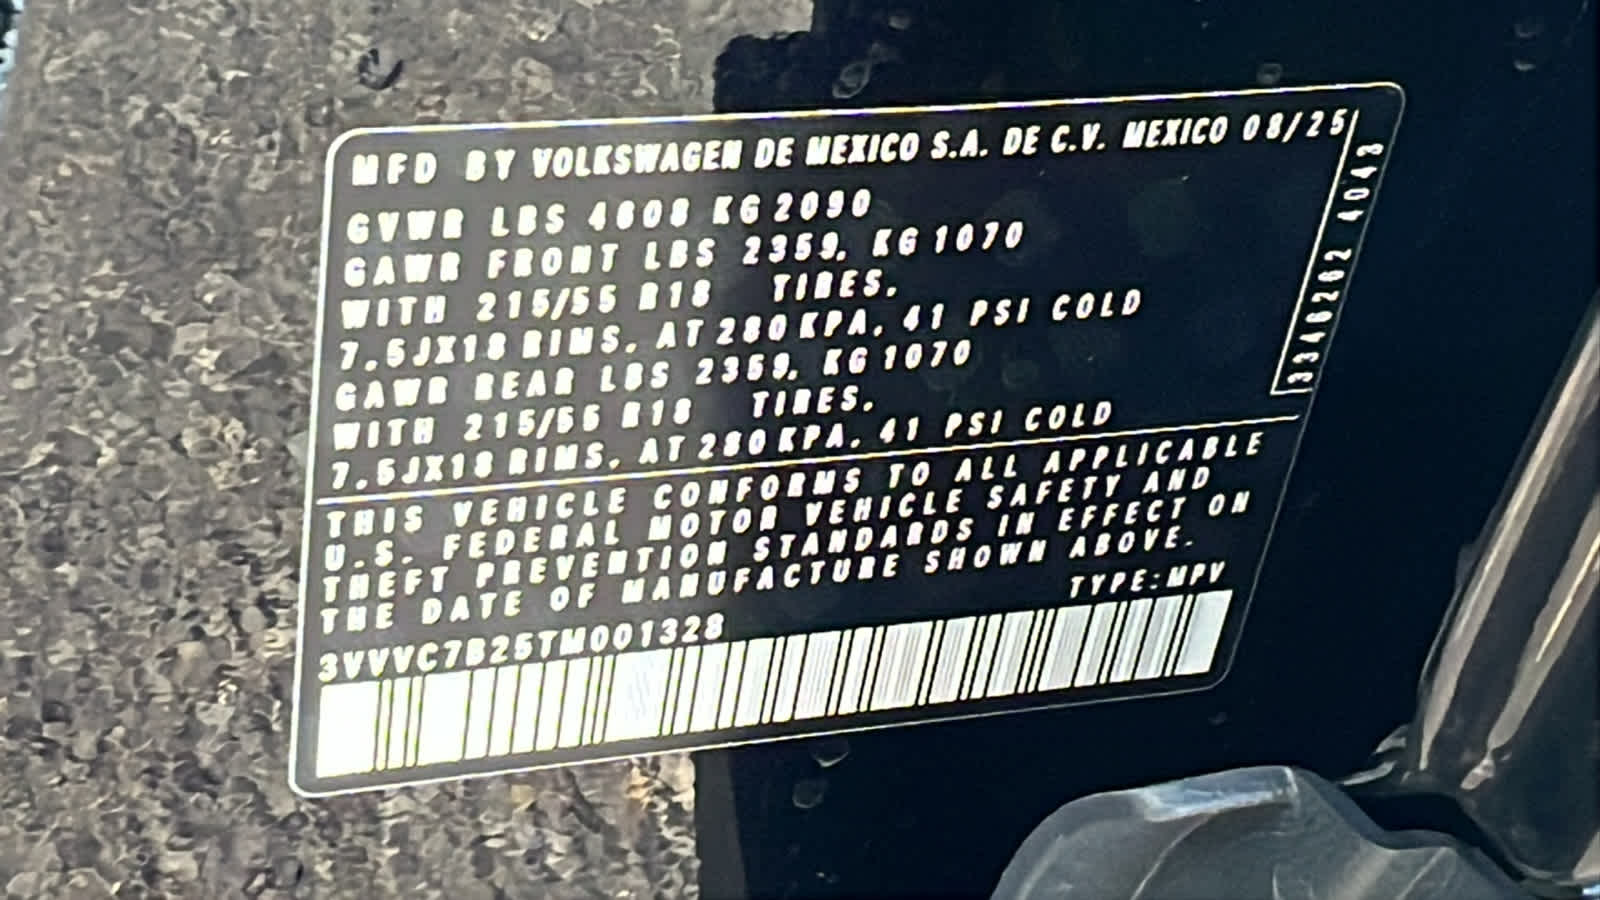 MFD BY VOLKSWAGEN DE MEXICO S.A. DE C.V. MEXICO 08/25
GVWR LBS 4608 KG 2090
GAWR FRONT LBS 2359, KG 1070
WITH 215/55 R18 TIRES.
7.5JX18 RIMS, AT 280 KPA, 41 PSI COLD
GAWR REAR LBS 2359, KG 1070
WITH 215/55 R18 TIRES.
7.5JX18 RIMS, AT 280 KPA, 41 PSI COLD
3346262 4043
THIS VEHICLE CONFORMS TO ALL APPLICABLE
U.S. FEDERAL MOTOR VEHICLE SAFETY AND
THEFT PREVENTION STANDARDS IN EFFECT ON
THE DATE OF MANUFACTURE SHOWN ABOVE.
TYPE:MPV
3VVVC7B25TM001328